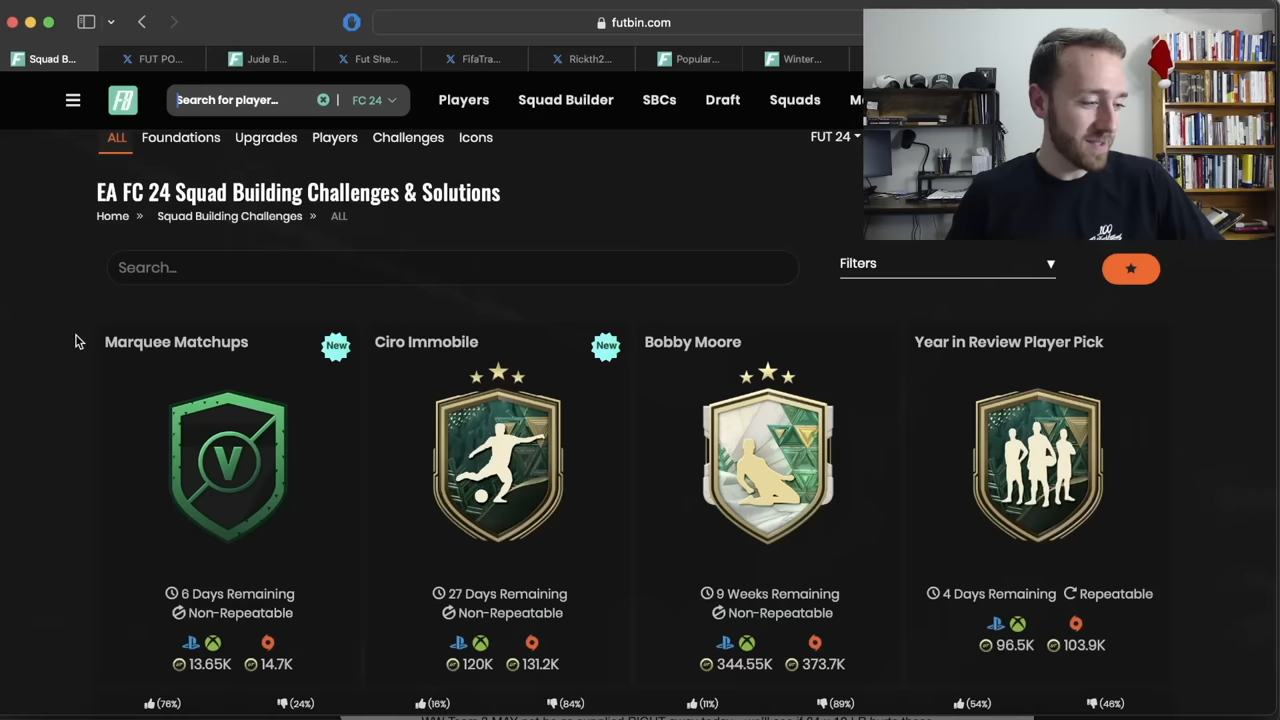 futbin.com
Squad B...
FUT PO...
Jude B...
Fut She...
FifaTra...
Rickth2...
Popular...
Winter...
FB
Search for player...
FC 24
Players
Squad Builder
SBCs
Draft
Squads
ALL
Foundations
Upgrades
Players
Challenges
Icons
FUT 24
EA FC 24 Squad Building Challenges & Solutions
Home » Squad Building Challenges » ALL
Search...
Filters
Marquee Matchups
New
Ciro Immobile
New
Bobby Moore
Year in Review Player Pick
V
6 Days Remaining
Non-Repeatable
13.65K
14.7K
27 Days Remaining
Non-Repeatable
120K
131.2K
9 Weeks Remaining
Non-Repeatable
344.55K
373.7K
4 Days Remaining
Repeatable
96.5K
103.9K
(76%)
(24%)
(16%)
(84%)
(11%)
(89%)
(54%)
(46%)